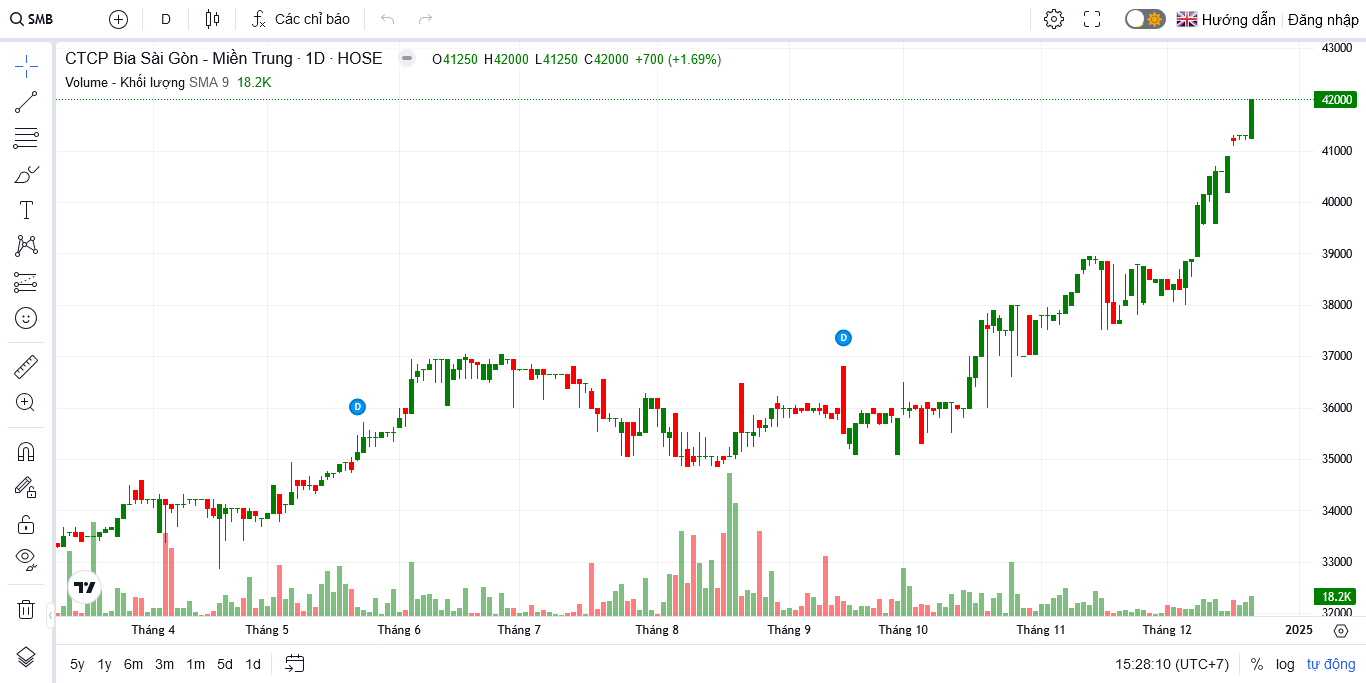 SMB D Các chỉ báo Hướng dẫn Đăng nhập
CTCP Bia Sài Gòn - Miền Trung · 1D · HOSE O41250 H42000 L41250 C42000 +700 (+1.69%)
Volume - Khối lượng SMA 9 18.2K
43000
42000
41000
40000
39000
38000
37000
36000
35000
34000
33000
18.2K
32000
D
D
Tháng 4 Tháng 5 Tháng 6 Tháng 7 Tháng 8 Tháng 9 Tháng 10 Tháng 11 Tháng 12 2025
5y 1y 6m 3m 1m 5d 1d 15:28:10 (UTC+7) % log tự động